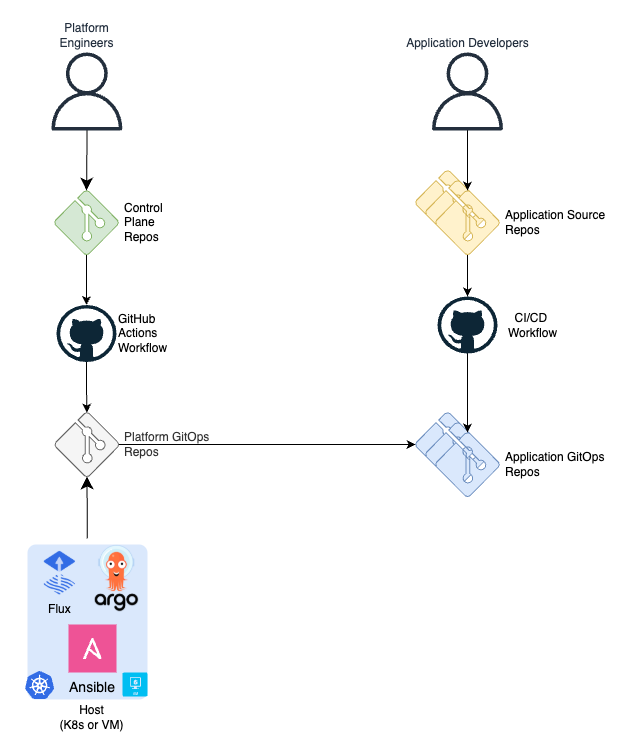 Platform
Engineers
Application Developers
Control
Plane
Repos
Application Source
Repos
GitHub
Actions
Workflow
CI/CD
Workflow
Platform GitOps
Repos
Application GitOps
Repos
Flux
argo
Ansible
Host
(K8s or VM)